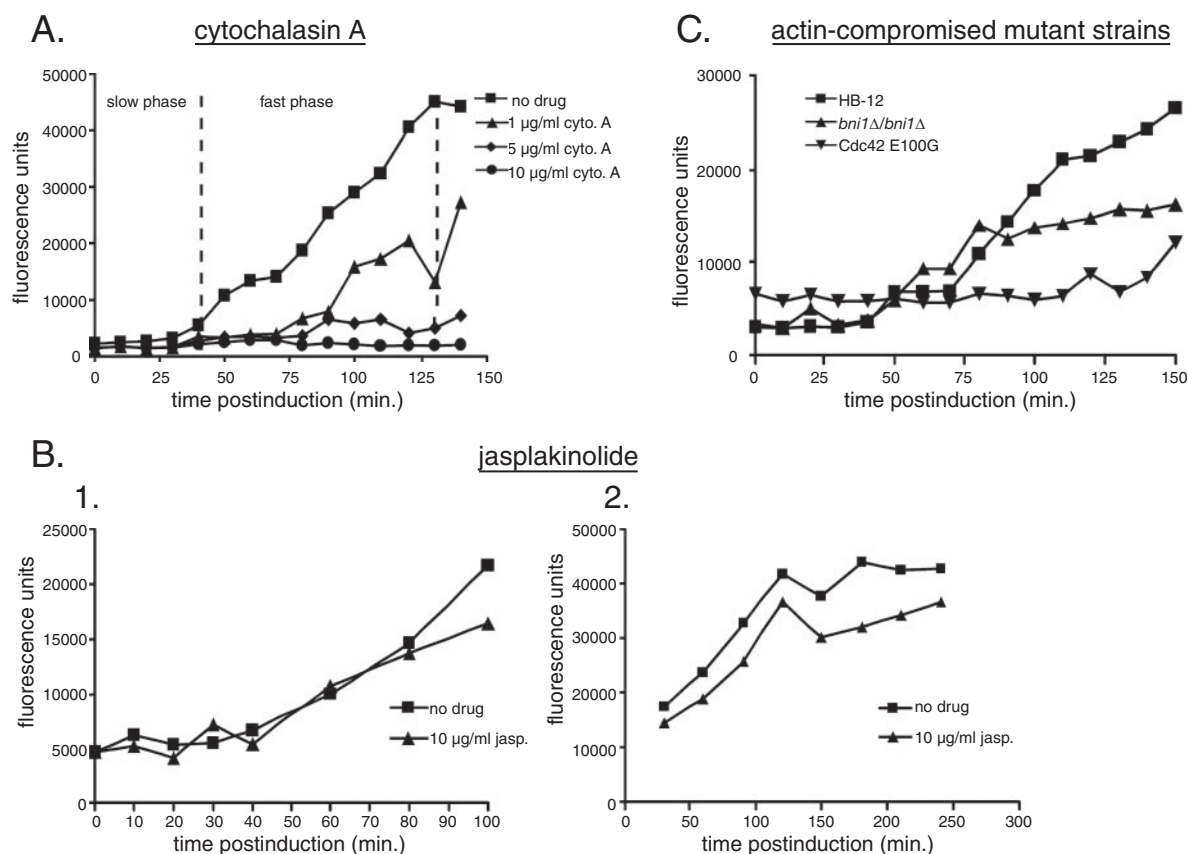 A.
cytochalasin A
fluorescence units
50000
40000
30000
20000
10000
0
slow phase
fast phase
no drug
1 µg/ml cyto. A
5 µg/ml cyto. A
10 µg/ml cyto. A
0 25 50 75 100 125 150
time postinduction (min.)
C.
actin-compromised mutant strains
fluorescence units
30000
20000
10000
0
HB-12
bni1Δ/bni1Δ
Cdc42 E100G
0 25 50 75 100 125 150
time postinduction (min.)
B.
jasplakinolide
1.
fluorescence units
25000
20000
15000
10000
5000
0
no drug
10 µg/ml jasp.
0 10 20 30 40 50 60 70 80 90 100
time postinduction (min.)
2.
fluorescence units
50000
40000
30000
20000
10000
0
no drug
10 µg/ml jasp.
0 50 100 150 200 250 300
time postinduction (min.)